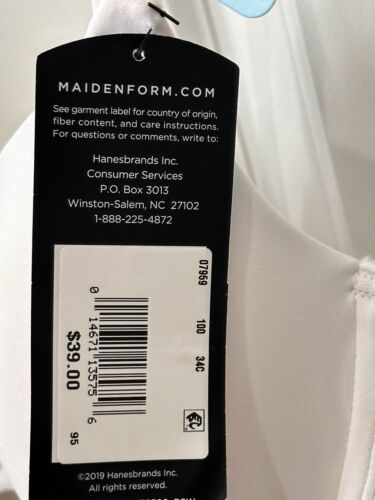 MAIDENFORM.COM
See garment label for country of origin,
fiber content, and care instructions.
For questions or comments, write to:
Hanesbrands Inc.
Consumer Services
P.O. Box 3013
Winston-Salem, NC 27102
1-888-225-4872
07959 100 34C
0 14671 13575 6
$39.00 95
©2019 Hanesbrands Inc.
All rights reserved.